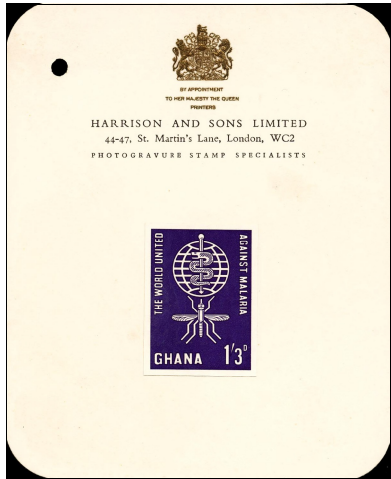 BY APPOINTMENT
TO HER MAJESTY THE QUEEN
PRINTERS
HARRISON AND SONS LIMITED
44-47, St. Martin's Lane, London, WC2
PHOTOGRAVURE STAMP SPECIALISTS
THE WORLD UNITED
AGAINST MALARIA
GHANA 1'3D